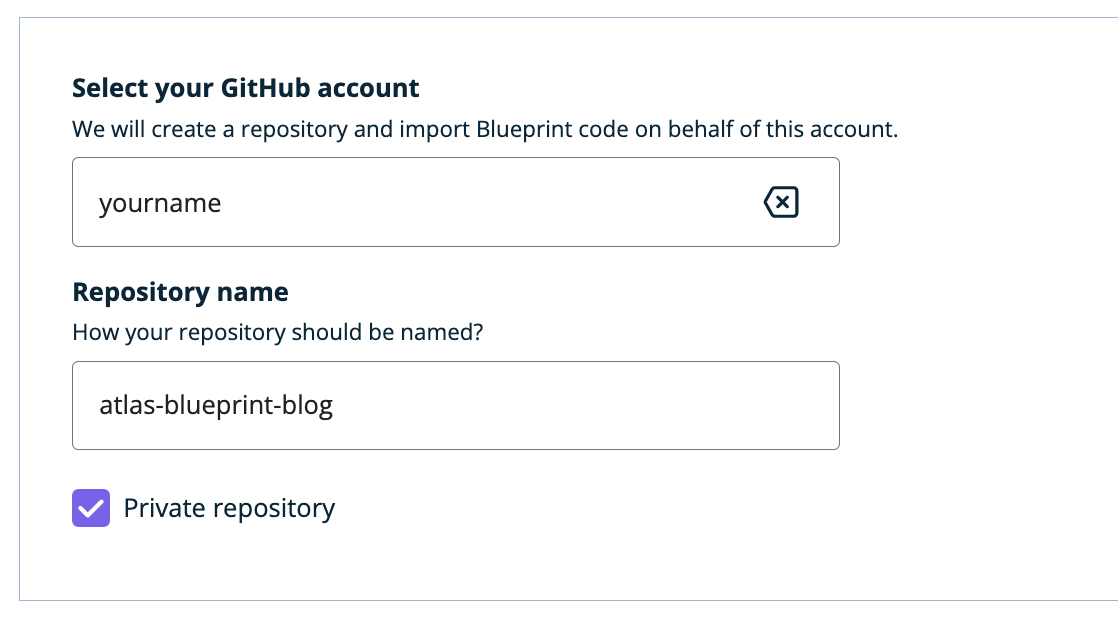 Select your GitHub account
We will create a repository and import Blueprint code on behalf of this account.
yourname
Repository name
How your repository should be named?
atlas-blueprint-blog
Private repository